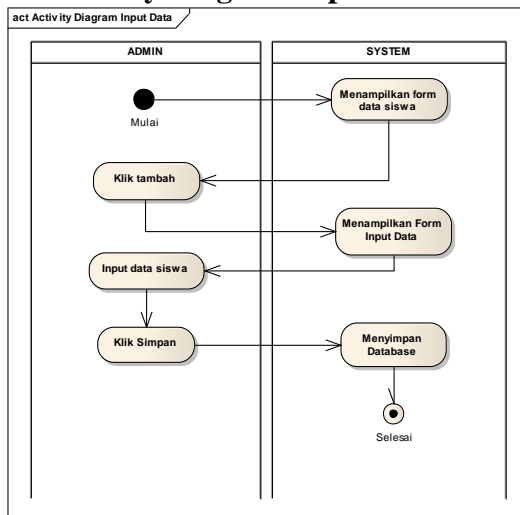 act Activity Diagram Input Data
ADMIN
SYSTEM
Mulai
Menampilkan form
data siswa
Klik tambah
Menampilkan Form
Input Data
Input data siswa
Klik Simpan
Menyimpan
Database
Selesai